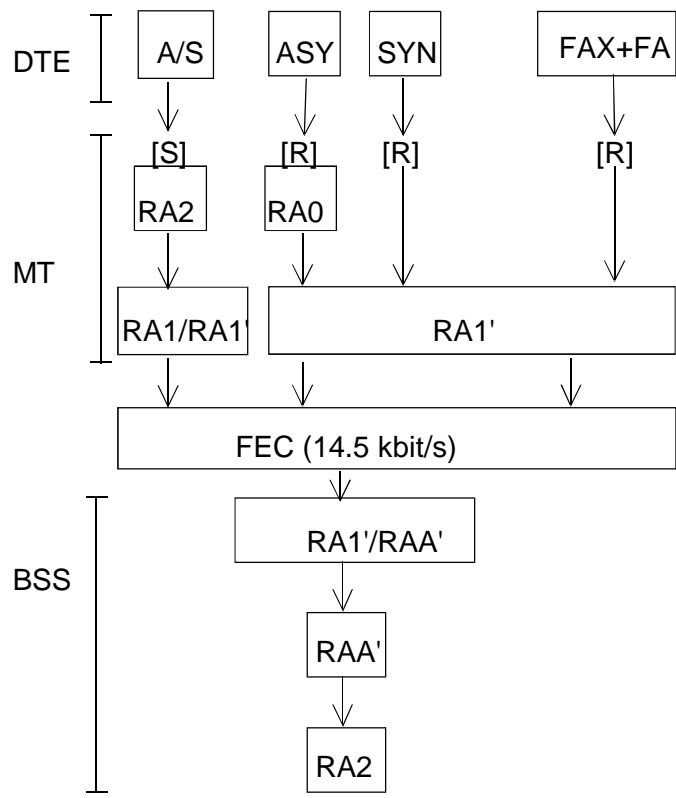 DTE
A/S ASY SYN FAX+FA
[S] [R] [R] [R]
RA2 RA0
MT
RA1/RA1' RA1'
FEC (14.5 kbit/s)
RA1'/RAA'
BSS
RAA'
RA2